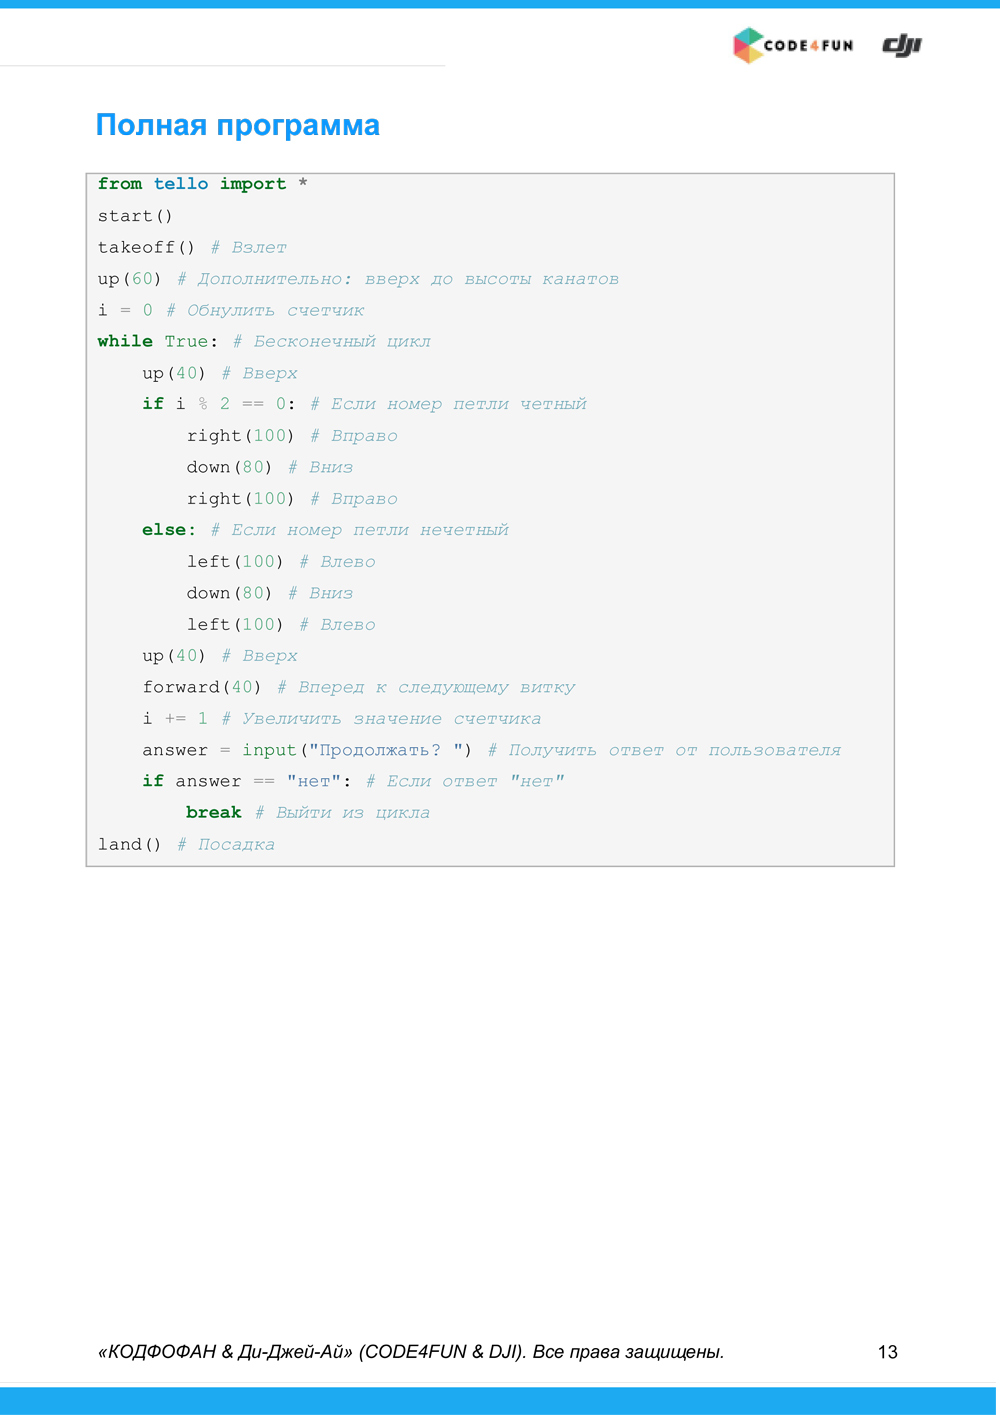 CODE4FUN dji
Полная программа
from tello import *
start()
takeoff() # Взлет
up(60) # Дополнительно: вверх до высоты канатов
i = 0 # Обнулить счетчик
while True: # Бесконечный цикл
    up(40) # Вверх
    if i % 2 == 0: # Если номер петли четный
        right(100) # Вправо
        down(80) # Вниз
        right(100) # Вправо
    else: # Если номер петли нечетный
        left(100) # Влево
        down(80) # Вниз
        left(100) # Влево
    up(40) # Вверх
    forward(40) # Вперед к следующему витку
    i += 1 # Увеличить значение счетчика
    answer = input("Продолжать? ") # Получить ответ от пользователя
    if answer == "нет": # Если ответ "нет"
        break # Выйти из цикла
land() # Посадка
«КОДФОФАН & Ди-Джей-Ай» (CODE4FUN & DJI). Все права защищены. 13